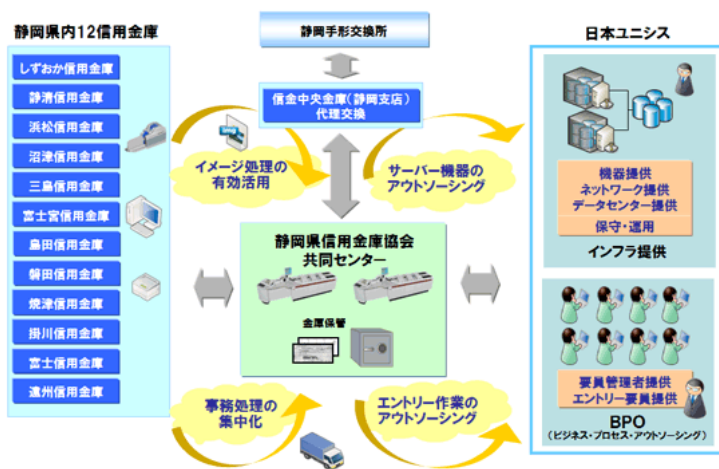 静岡県内12信用金庫
しずおか信用金庫
静清信用金庫
浜松信用金庫
沼津信用金庫
三島信用金庫
富士宮信用金庫
島田信用金庫
磐田信用金庫
焼津信用金庫
掛川信用金庫
富士信用金庫
遠州信用金庫
静岡手形交換所
信金中央金庫(静岡支店)
代理交換
イメージ処理の
有効活用
サーバー機器の
アウトソーシング
静岡県信用金庫協会
共同センター
金庫保管
事務処理の
集中化
エントリー作業の
アウトソーシング
日本ユニシス
機器提供
ネットワーク提供
データセンター提供
保守・運用
インフラ提供
要員管理者提供
エントリー要員提供
BPO
(ビジネス・プロセス・アウトソーシング)